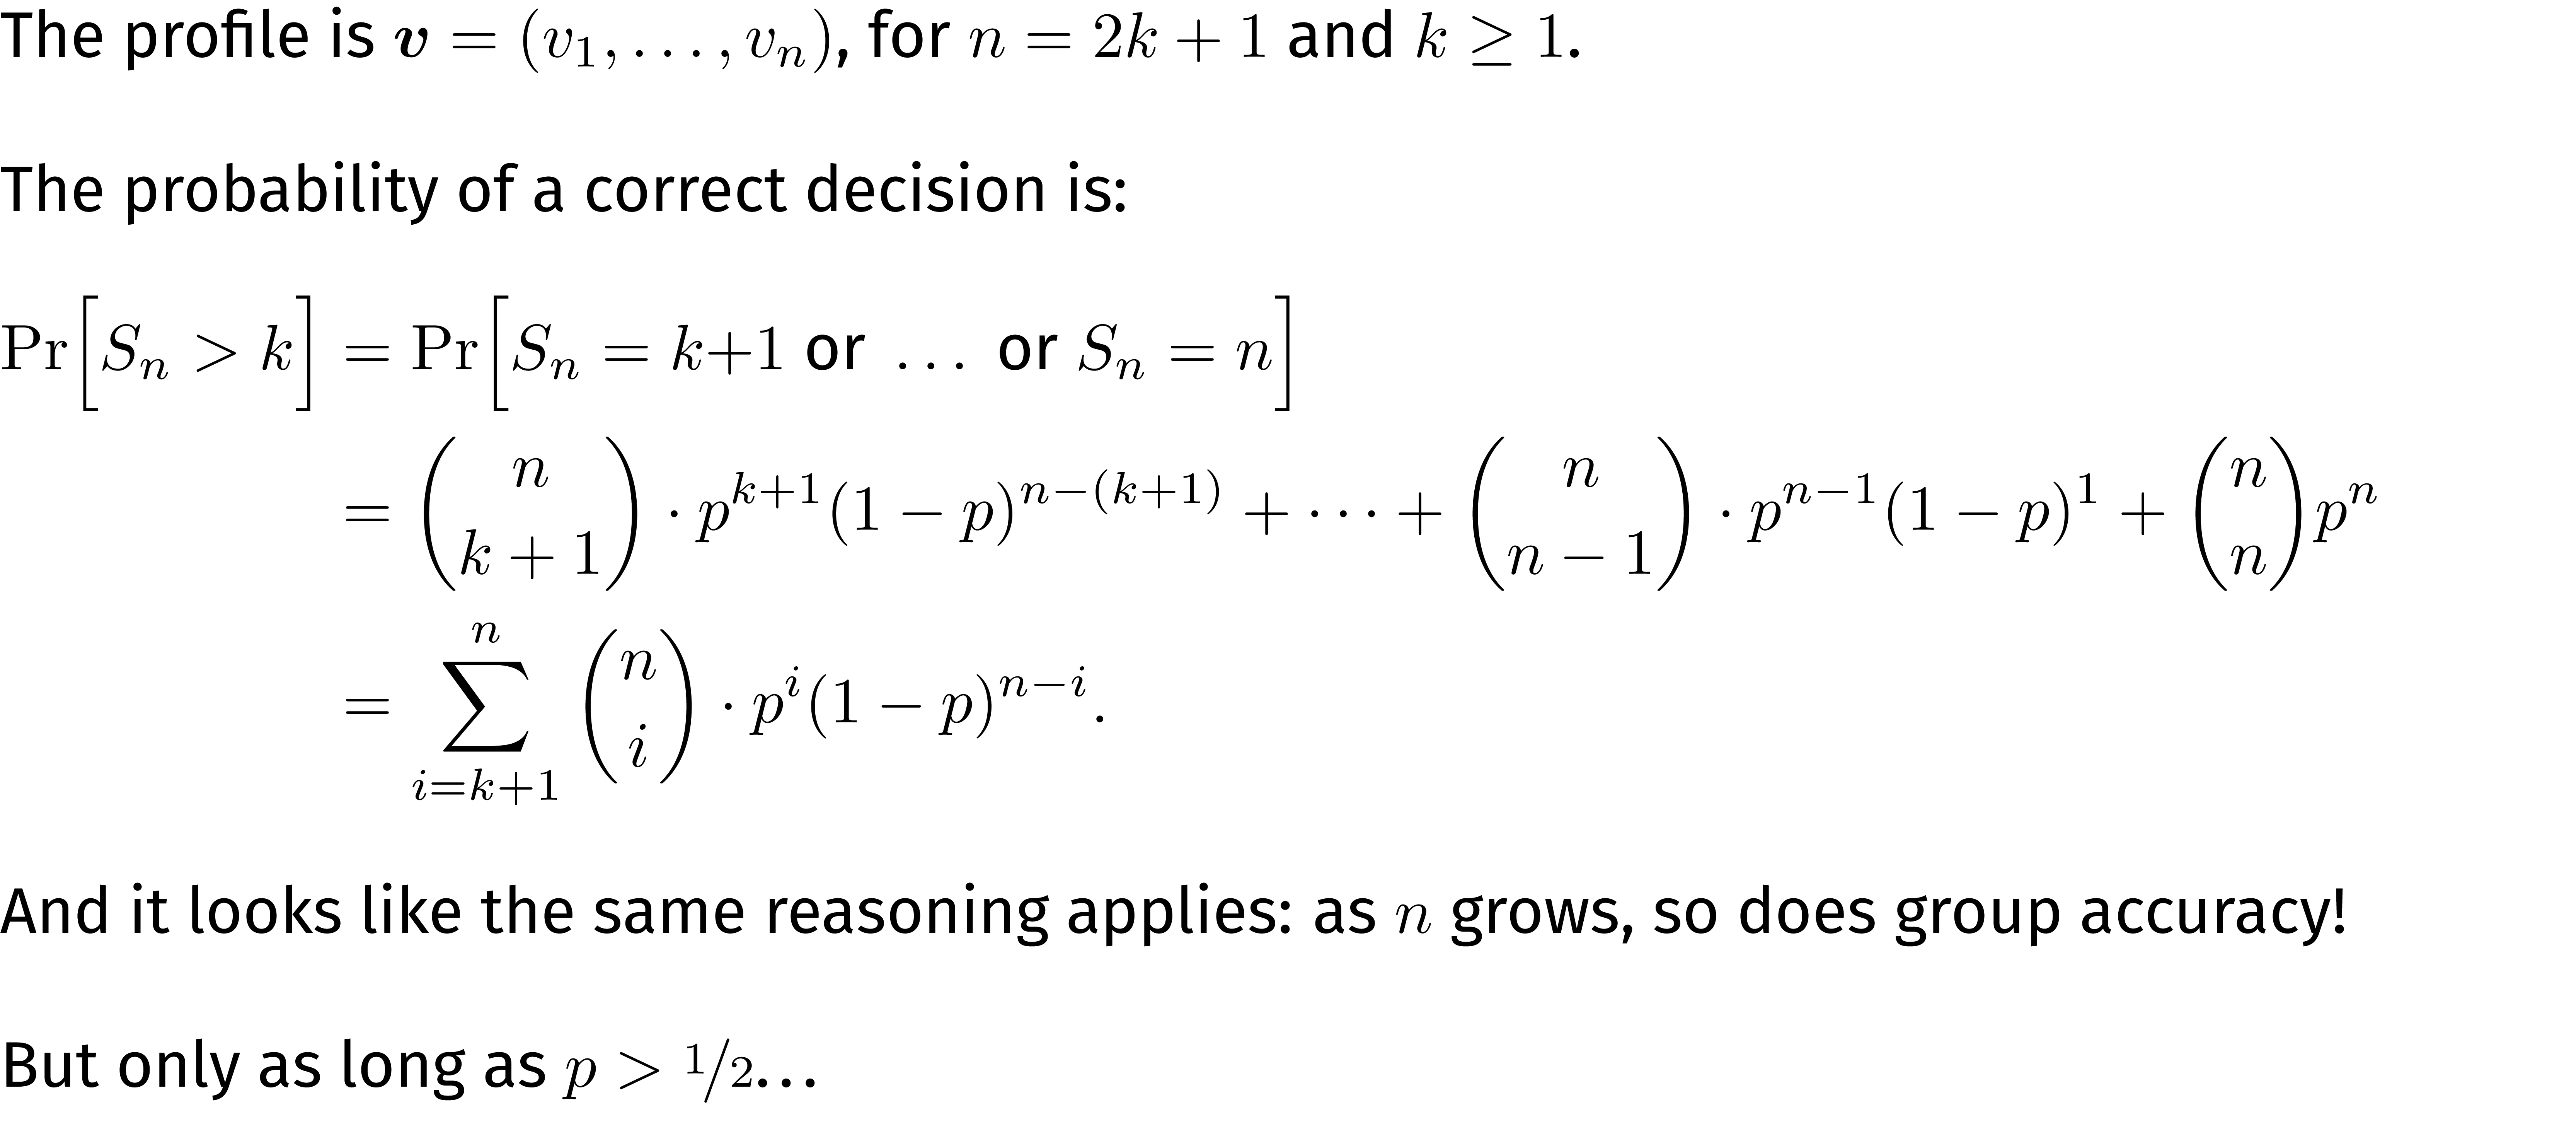 The profile is $\boldsymbol{v} = (v_1, \ldots, v_n)$, for $n = 2k + 1$ and $k \geq 1$.
The probability of a correct decision is:
$\Pr\Big[S_n > k\Big] = \Pr\Big[S_n = k{+}1 \text{ or } \ldots \text{ or } S_n = n\Big]$
$= \binom{n}{k+1} \cdot p^{k+1}(1-p)^{n-(k+1)} + \cdots + \binom{n}{n-1} \cdot p^{n-1}(1-p)^1 + \binom{n}{n} p^n$
$= \sum_{i=k+1}^{n} \binom{n}{i} \cdot p^i(1-p)^{n-i}.$
And it looks like the same reasoning applies: as $n$ grows, so does group accuracy!
But only as long as $p > 1/2$…